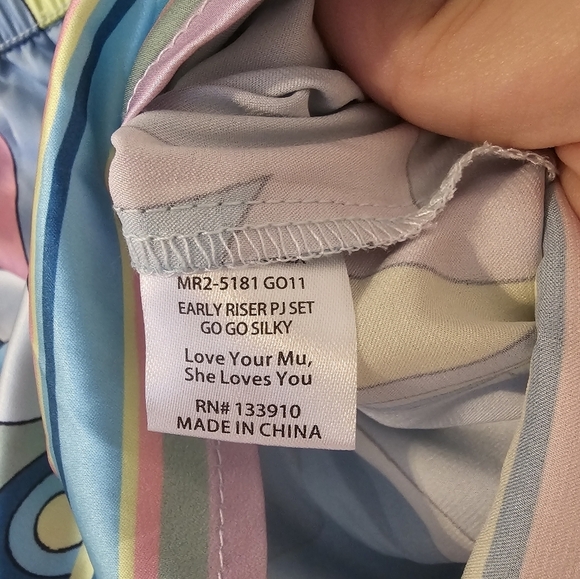 MR2-5181 GO11
EARLY RISER PJ SET
GO GO SILKY
Love Your Mu,
She Loves You
RN# 133910
MADE IN CHINA